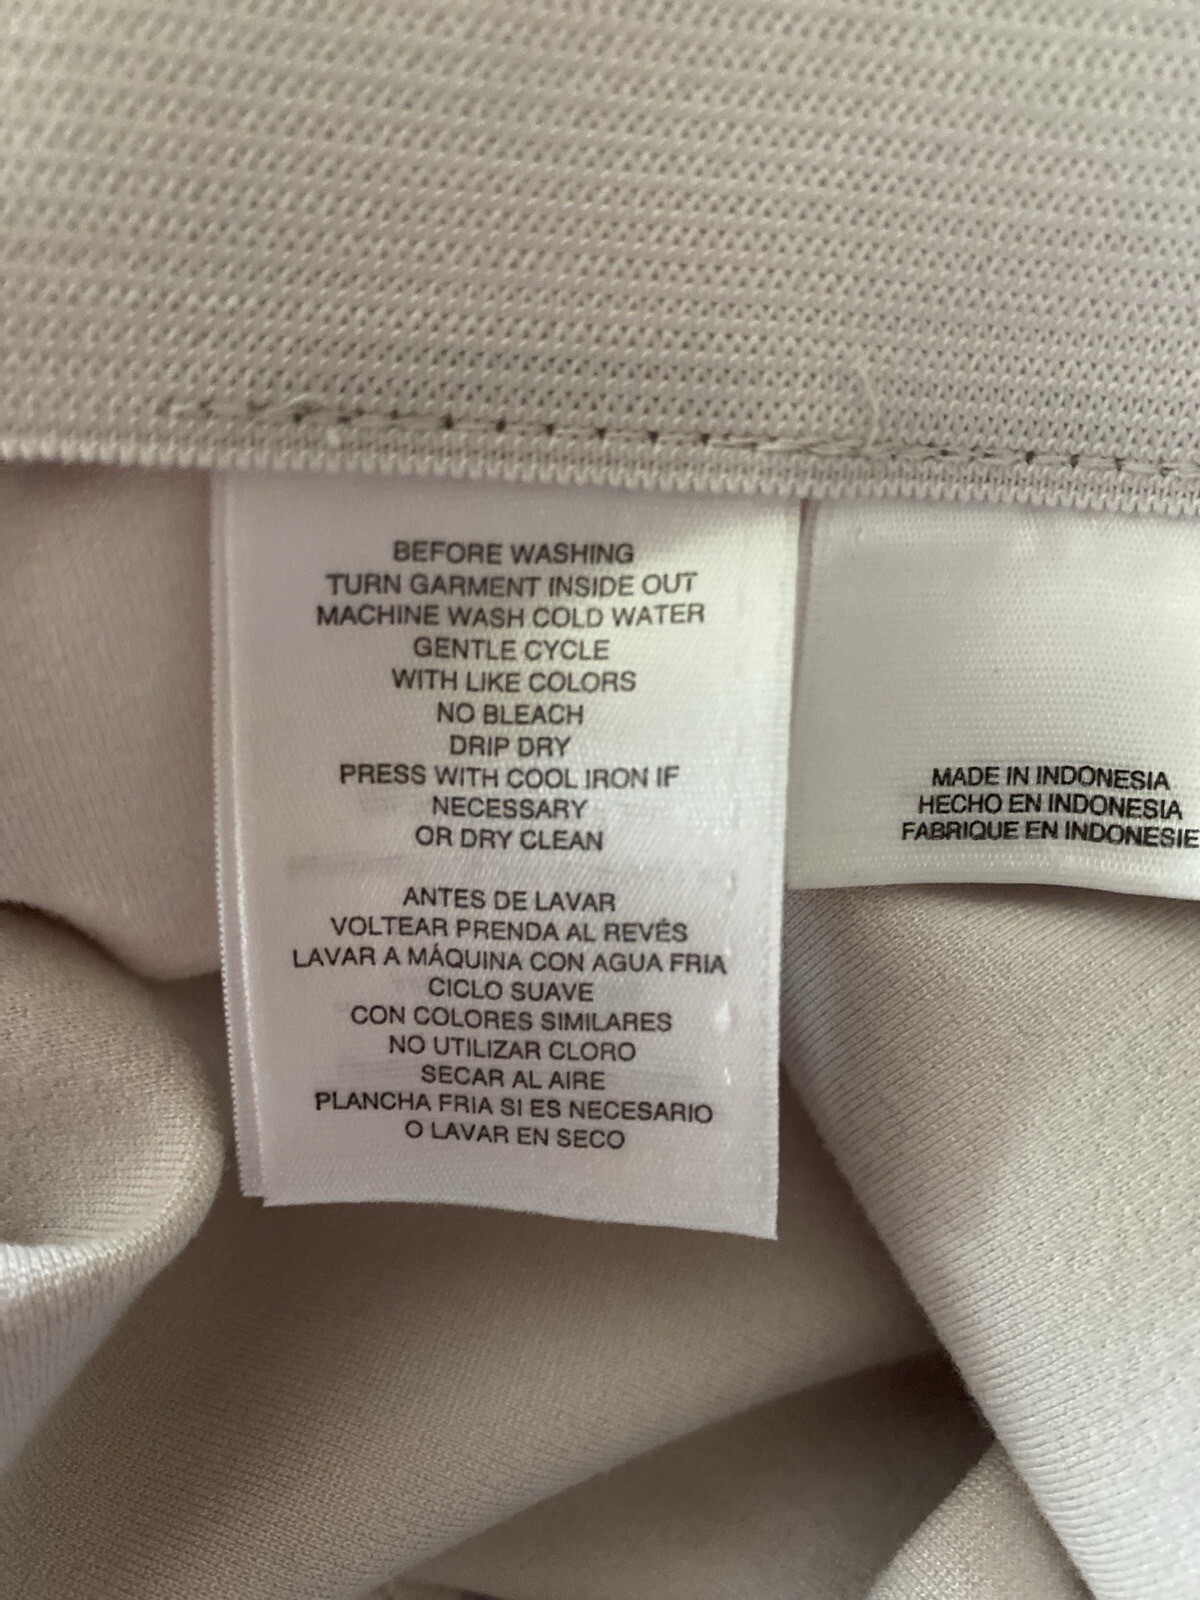 BEFORE WASHING
TURN GARMENT INSIDE OUT
MACHINE WASH COLD WATER
GENTLE CYCLE
WITH LIKE COLORS
NO BLEACH
DRIP DRY
PRESS WITH COOL IRON IF
NECESSARY
OR DRY CLEAN
ANTES DE LAVAR
VOLTEAR PRENDA AL REVÉS
LAVAR A MÁQUINA CON AGUA FRIA
CICLO SUAVE
CON COLORES SIMILARES
NO UTILIZAR CLORO
SECAR AL AIRE
PLANCHA FRIA SI ES NECESARIO
O LAVAR EN SECO
MADE IN INDONESIA
HECHO EN INDONESIA
FABRIQUE EN INDONESIE